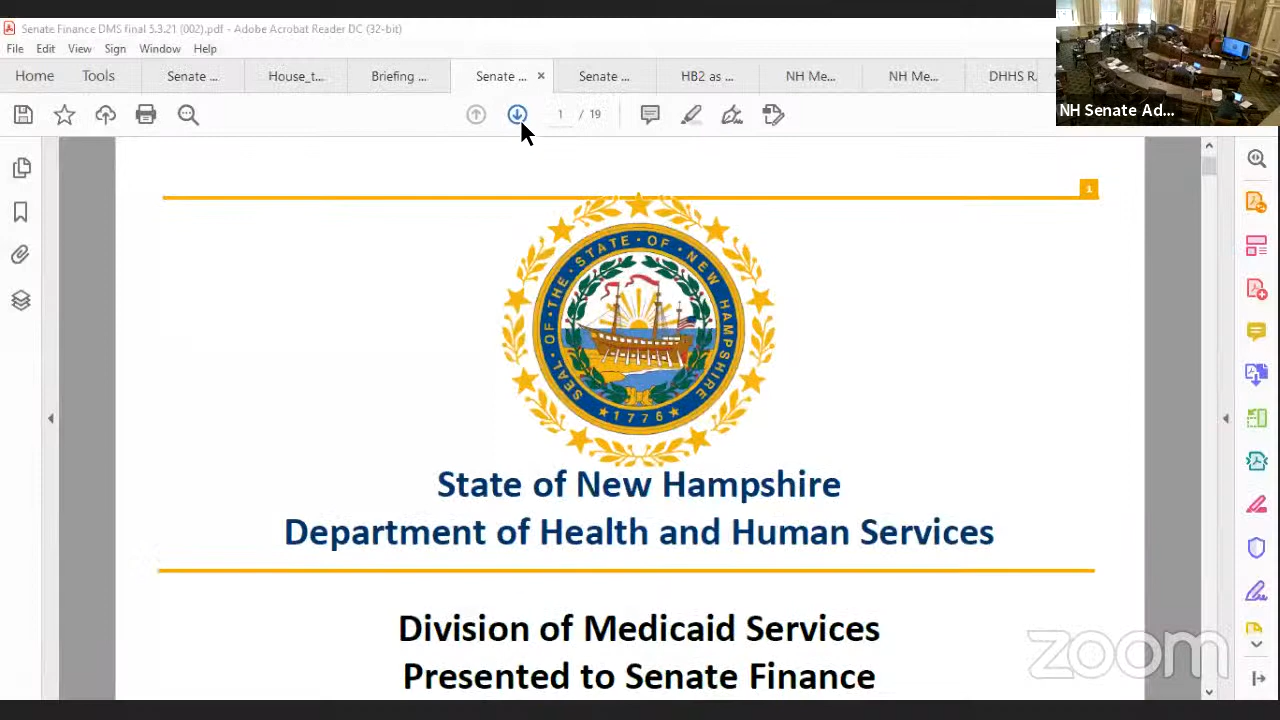 Senate Finance DMS final 5.3.21 (002).pdf - Adobe Acrobat Reader DC (32-bit)
File Edit View Sign Window Help
Home Tools Senate ... House_t... Briefing ... Senate ... × Senate ... HB2 as ... NH Me... NH Me... DHHS R.
NH Senate Ad...
1 / 19
1
SEAL · OF · THE · STATE · OF · NEW HAMPSHIRE
1776
State of New Hampshire
Department of Health and Human Services
Division of Medicaid Services
Presented to Senate Finance
zoom